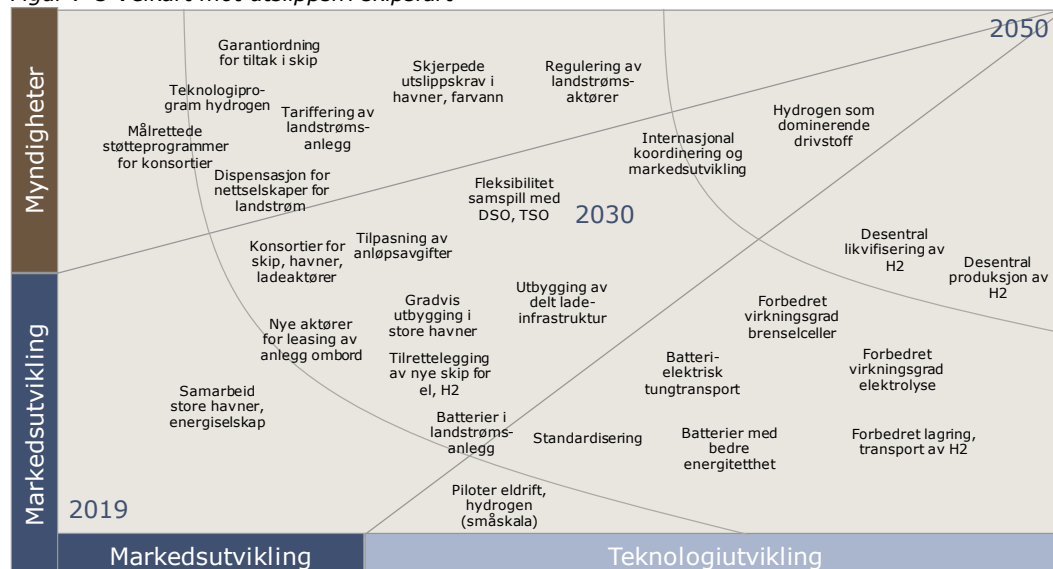 Figur Veikart mot utslippsfri skipsfart
2050
Myndigheter
Garantiordning
for tiltak i skip
Teknologipro-
gram hydrogen
Målrettede
støtteprogrammer
for konsortier
Tariffering av
landstrøms-
anlegg
Dispensasjon for
nettselskaper for
landstrøm
Skjerpede
utslippskrav i
havner, farvann
Regulering av
landstrøms-
aktører
Internasjonal
koordinering og
markedsutvikling
Hydrogen som
dominerende
drivstoff
Fleksibilitet
samspill med
DSO, TSO
2030
Markedsutvikling
Konsortier for
skip, havner,
ladeaktører
Tilpasning av
anløpsavgifter
Nye aktører
for leasing av
anlegg ombord
Gradvis
utbygging i
store havner
Utbygging av
delt lade-
infrastruktur
Tilrettelegging
av nye skip for
el, H2
Samarbeid
store havner,
energiselskap
Batterier i
landstrøms-
anlegg
Desentral
likvifisering av
H2
Desentral
produksjon av
H2
Forbedret
virkningsgrad
brenselceller
Batteri-
elektrisk
tungtransport
Forbedret
virkningsgrad
elektrolyse
Standardisering
Batterier med
bedre
energitetthet
Forbedret lagring,
transport av H2
Piloter eldrift,
hydrogen
(småskala)
2019
Markedsutvikling
Teknologiutvikling